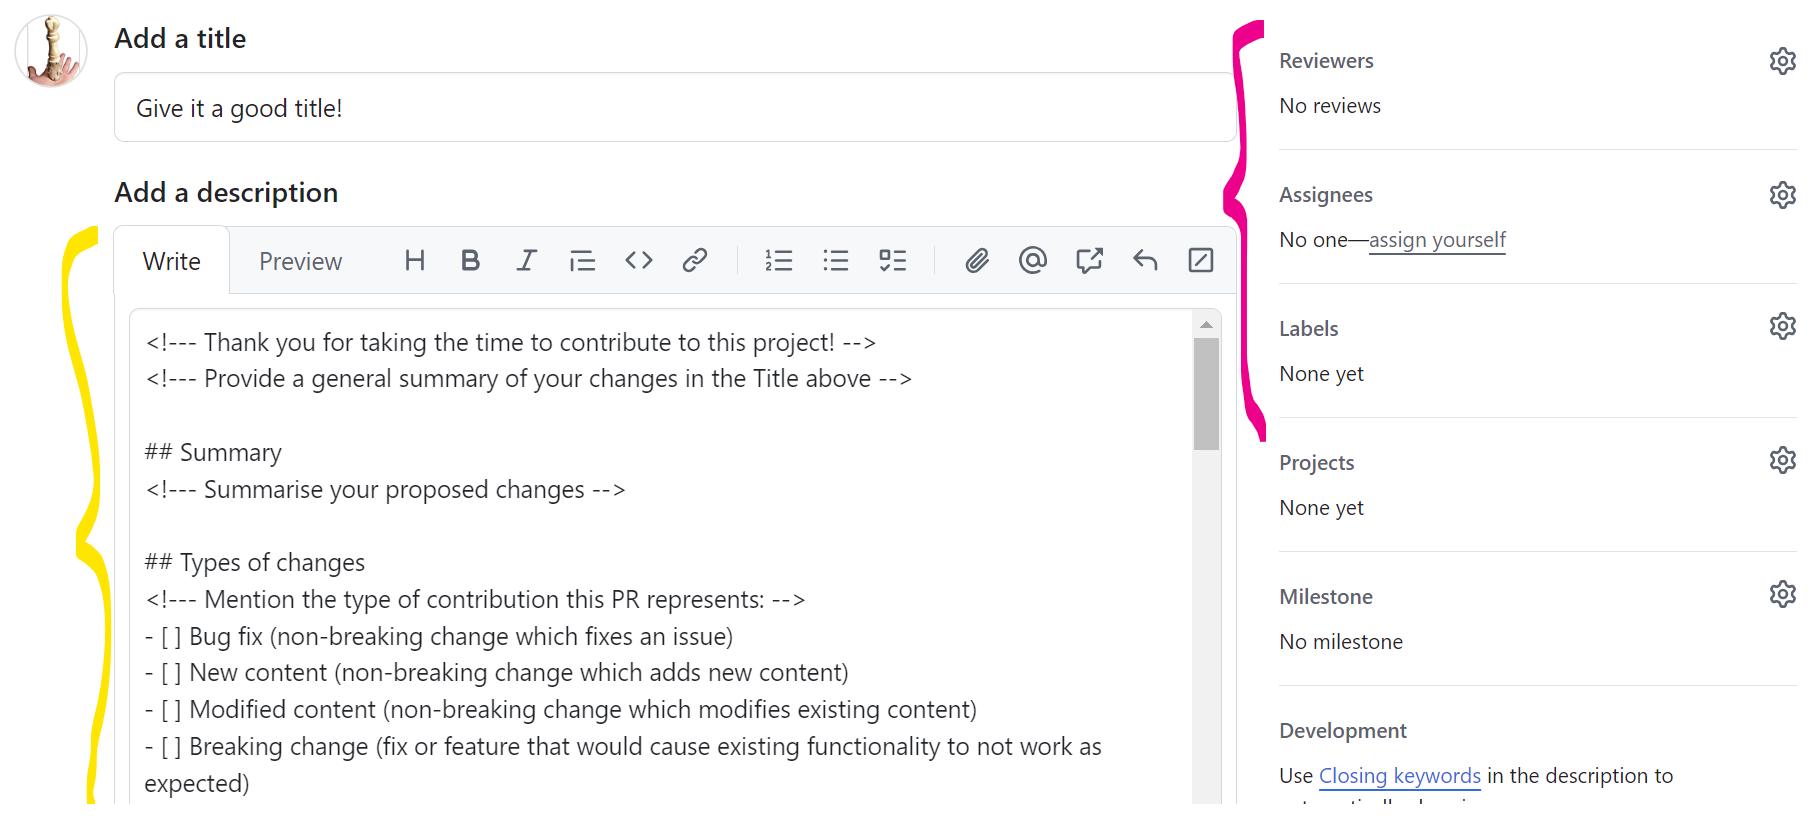 Add a title
Give it a good title!
Add a description
Write Preview
<!--- Thank you for taking the time to contribute to this project! -->
<!--- Provide a general summary of your changes in the Title above -->
## Summary
<!--- Summarise your proposed changes -->
## Types of changes
<!--- Mention the type of contribution this PR represents: -->
- [ ] Bug fix (non-breaking change which fixes an issue)
- [ ] New content (non-breaking change which adds new content)
- [ ] Modified content (non-breaking change which modifies existing content)
- [ ] Breaking change (fix or feature that would cause existing functionality to not work as
expected)
Reviewers
No reviews
Assignees
No one—assign yourself
Labels
None yet
Projects
None yet
Milestone
No milestone
Development
Use Closing keywords in the description to